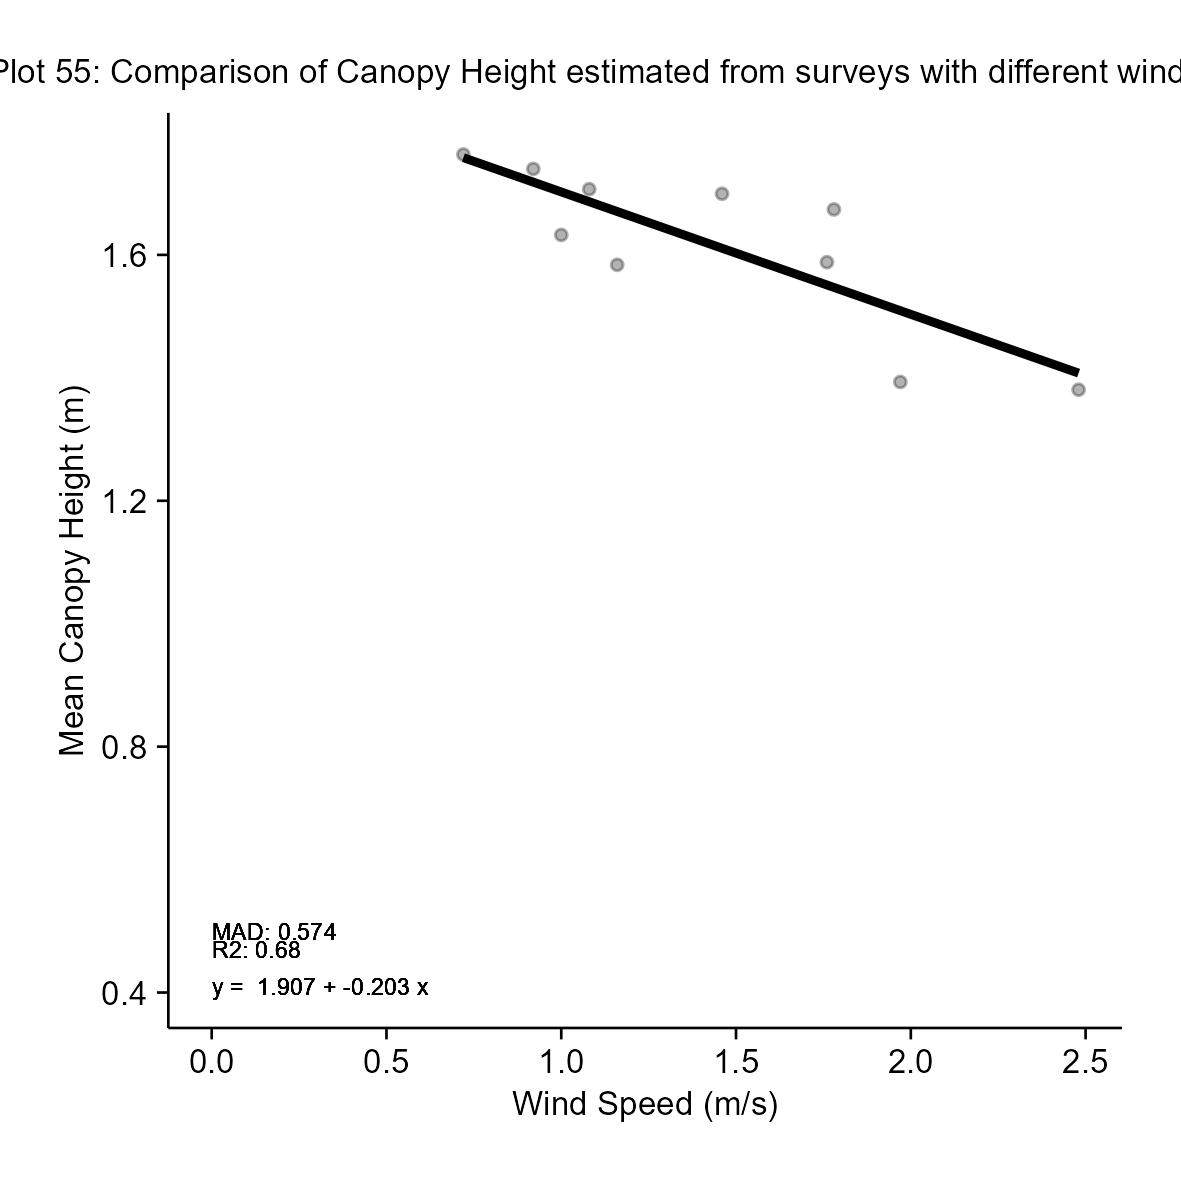 Plot 55: Comparison of Canopy Height estimated from surveys with different wind
1.6
1.2
0.8
0.4
Mean Canopy Height (m)
MAD: 0.574
R2: 0.68
y =  1.907 + -0.203 x
0.0 0.5 1.0 1.5 2.0 2.5
Wind Speed (m/s)